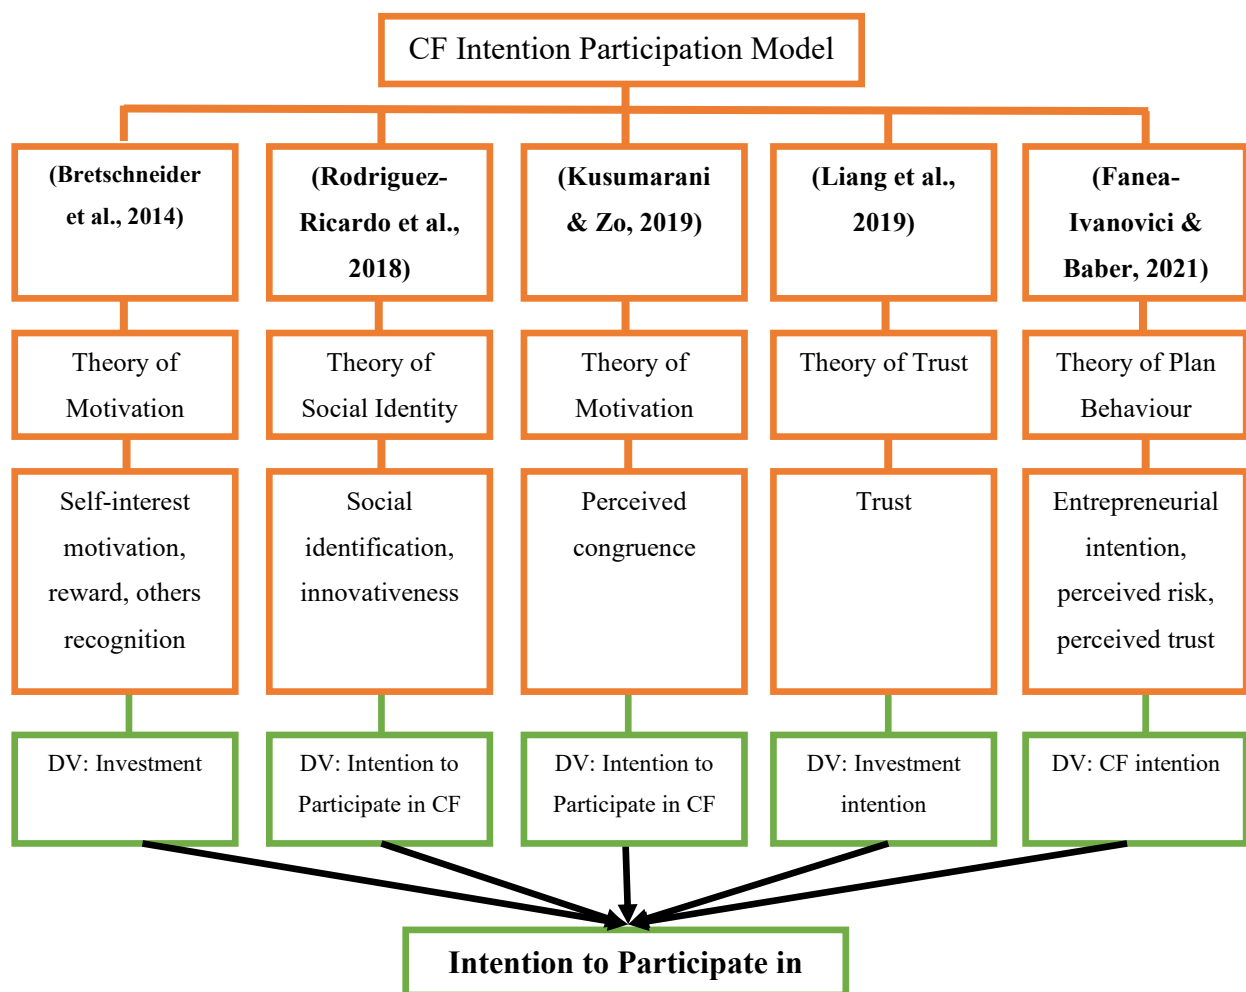 CF Intention Participation Model
(Bretschneider
et al., 2014)
(Rodriguez-
Ricardo et al.,
2018)
(Kusumarani
& Zo, 2019)
(Liang et al.,
2019)
(Fanea-
Ivanovici &
Baber, 2021)
Theory of
Motivation
Theory of
Social Identity
Theory of
Motivation
Theory of Trust
Theory of Plan
Behaviour
Self-interest
motivation,
reward, others
recognition
Social
identification,
innovativeness
Perceived
congruence
Trust
Entrepreneurial
intention,
perceived risk,
perceived trust
DV: Investment
DV: Intention to
Participate in CF
DV: Intention to
Participate in CF
DV: Investment
intention
DV: CF intention
Intention to Participate in